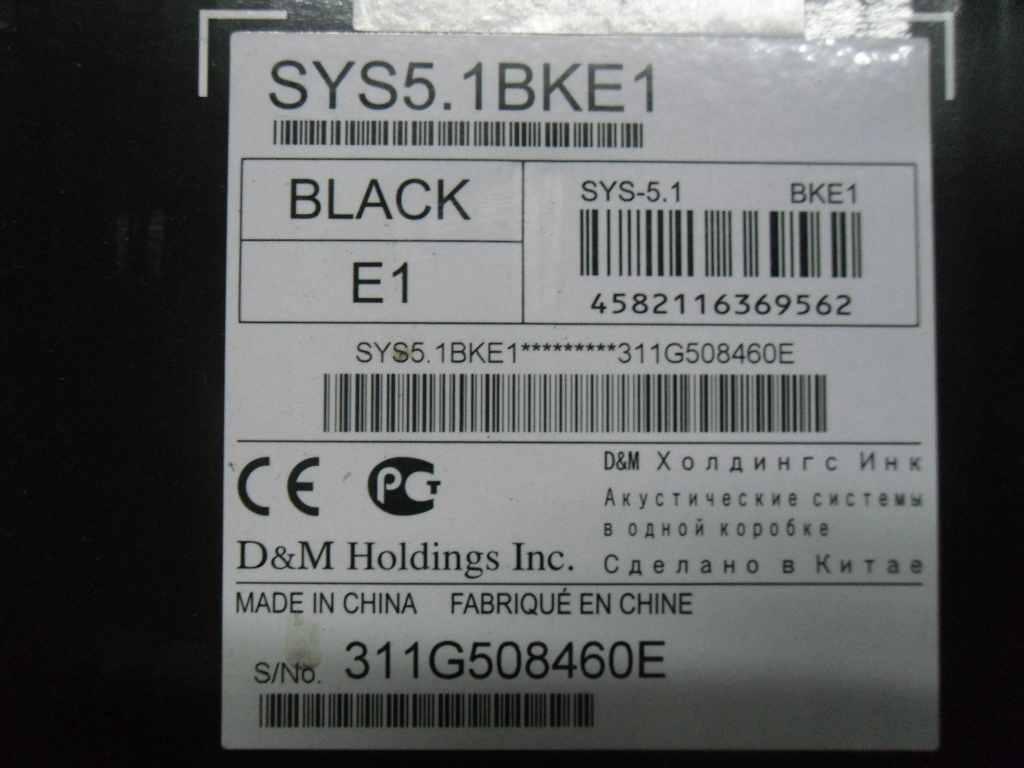 SYS5.1BKE1
BLACK
E1
SYS-5.1 BKE1
4582116369562
SYS5.1BKE1*********311G508460E
CE PCT
D&M Холдингс Инк
Акустические системы
в одной коробке
Сделано в Китае
D&M Holdings Inc.
MADE IN CHINA FABRIQUÉ EN CHINE
S/No. 311G508460E